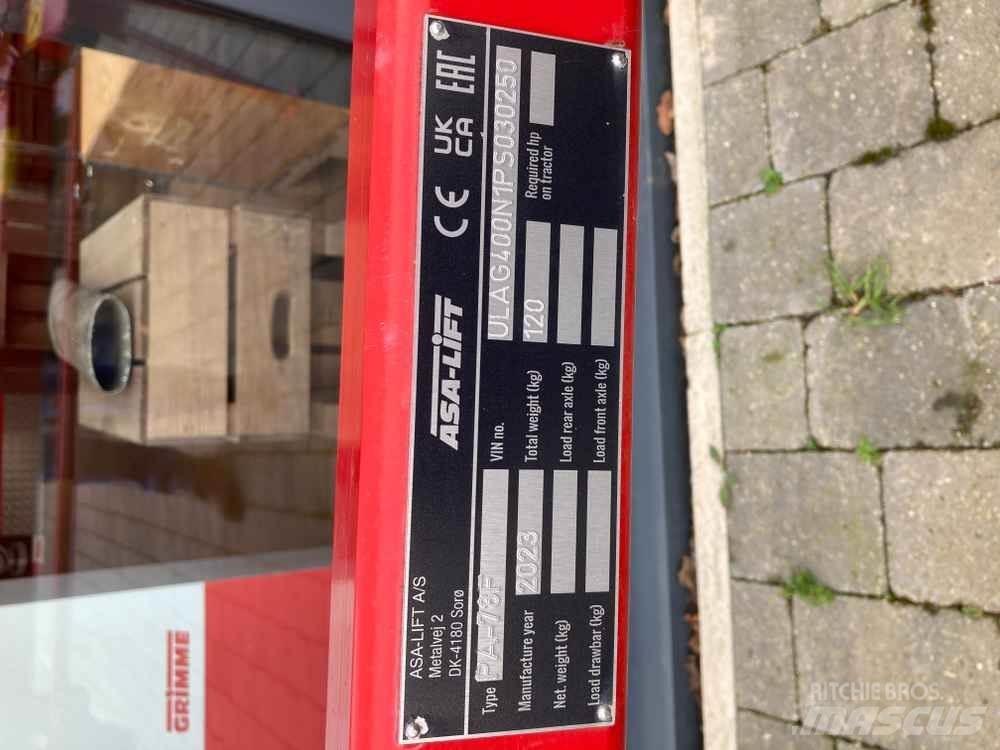 ASA-LIFT A/S
Metalvej 2
DK-4180 Sorø
ASA-LIFT
CE
UK
CA
EAC
Type PA-78F
VIN no. ULAG400N1PS030250
Manufacture year 2023
Total weight (kg) 120
Required hp
on tractor
Net. weight (kg)
Load rear axle (kg)
Load drawbar (kg)
Load front axle (kg)
GRIMME
RITCHIE BROS.
MASCUS